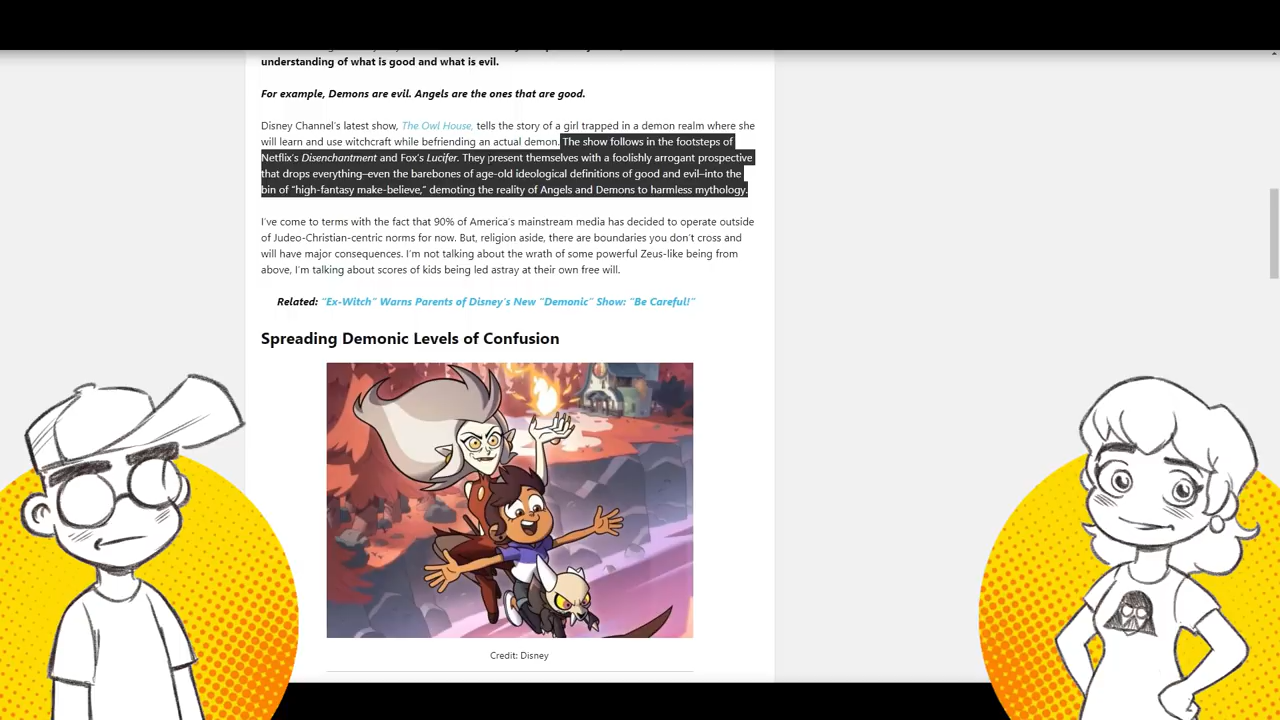 understanding of what is good and what is evil.
For example, Demons are evil. Angels are the ones that are good.
Disney Channel's latest show, The Owl House, tells the story of a girl trapped in a demon realm where she
will learn and use witchcraft while befriending an actual demon. The show follows in the footsteps of
Netflix's Disenchantment and Fox's Lucifer. They present themselves with a foolishly arrogant prospective
that drops everything–even the barebones of age-old ideological definitions of good and evil–into the
bin of "high-fantasy make-believe," demoting the reality of Angels and Demons to harmless mythology.
I've come to terms with the fact that 90% of America's mainstream media has decided to operate outside
of Judeo-Christian-centric norms for now. But, religion aside, there are boundaries you don't cross and
will have major consequences. I'm not talking about the wrath of some powerful Zeus-like being from
above, I'm talking about scores of kids being led astray at their own free will.
Related: "Ex-Witch" Warns Parents of Disney's New "Demonic" Show: "Be Careful!"
Spreading Demonic Levels of Confusion
Credit: Disney